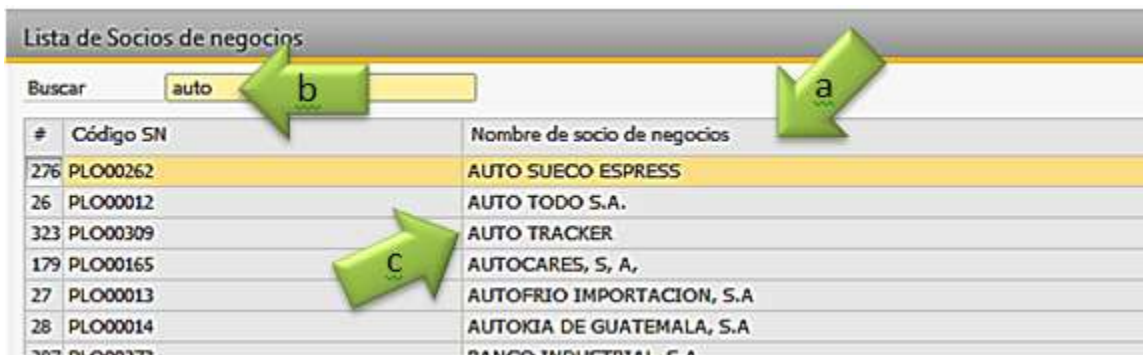 Lista de Socios de negocios
Buscar auto b a
# Código SN Nombre de socio de negocios
276 PLO00262 AUTO SUECO ESPRESS
26 PLO00012 AUTO TODO S.A.
323 PLO00309 AUTO TRACKER
179 PLO00165 c AUTOCARES, S, A,
27 PLO00013 AUTOFRIO IMPORTACION, S.A
28 PLO00014 AUTOKIA DE GUATEMALA, S.A